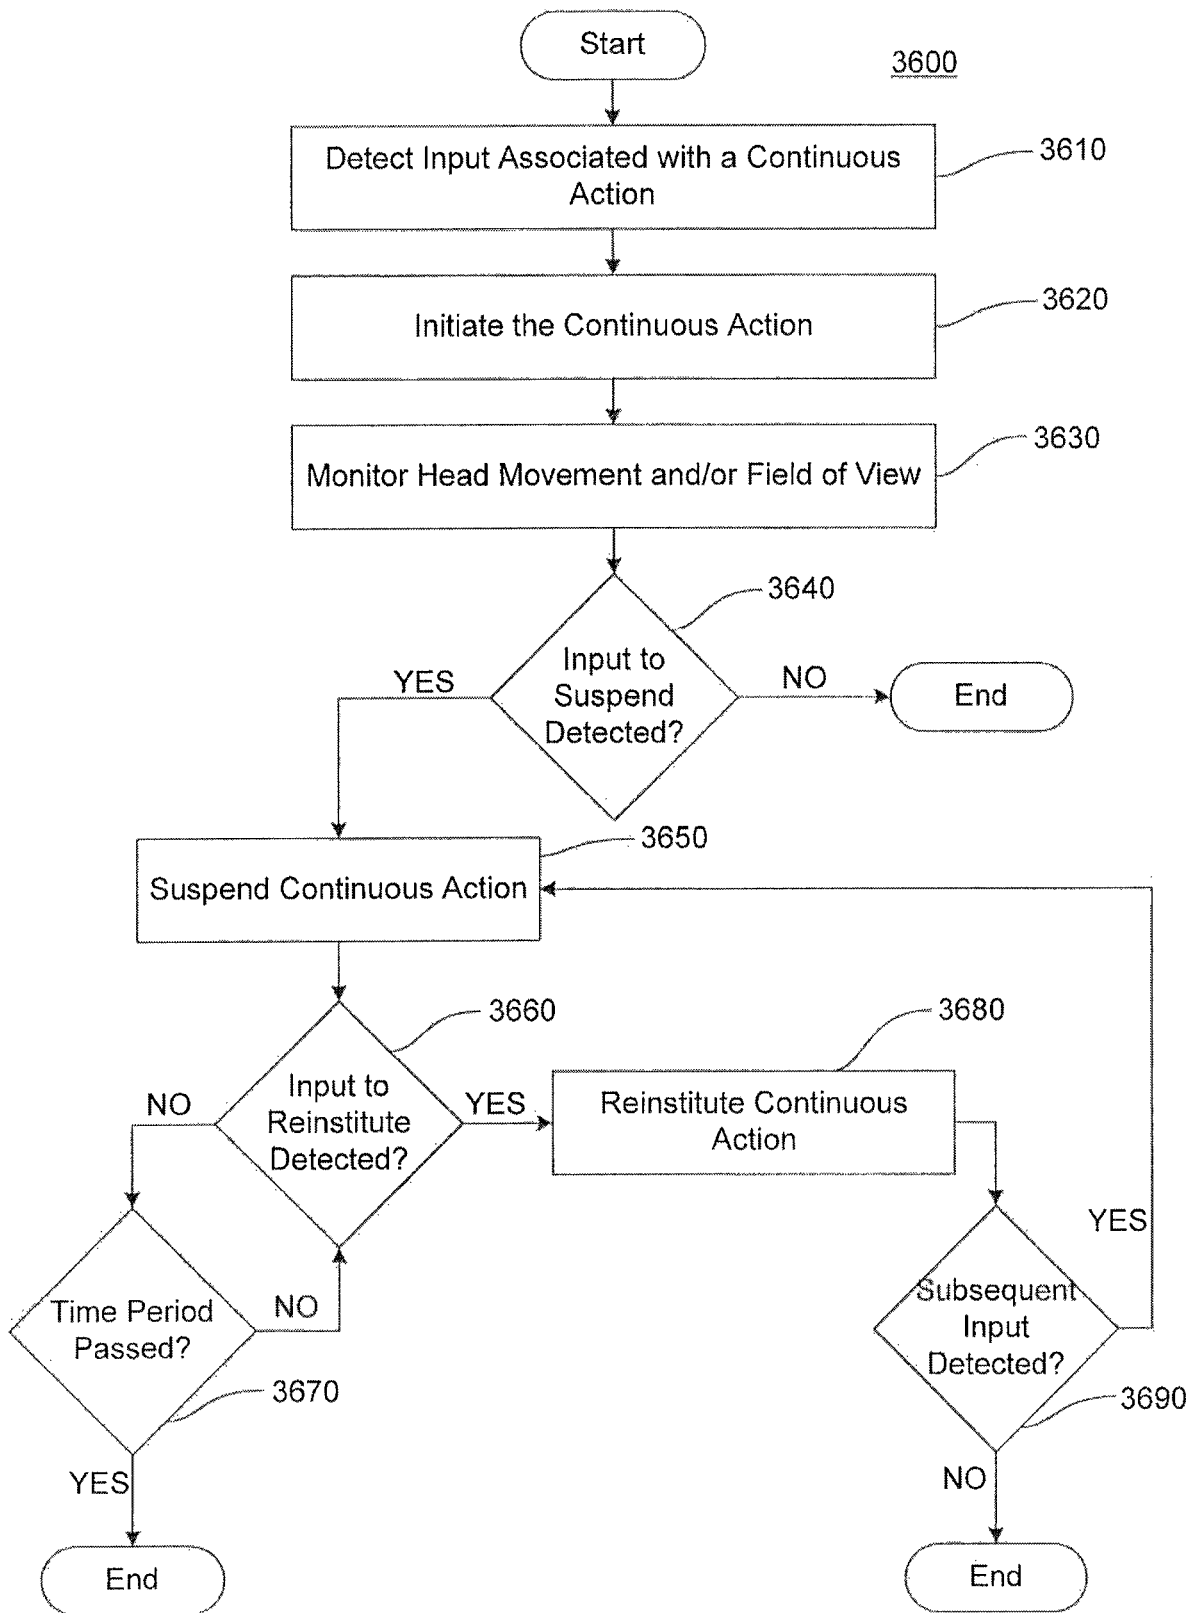 Start
3600
Detect Input Associated with a Continuous
Action
3610
Initiate the Continuous Action
3620
Monitor Head Movement and/or Field of View
3630
3640
Input to
Suspend
Detected?
YES
NO
End
3650
Suspend Continuous Action
3660
3680
Input to
Reinstitute
Detected?
NO
YES
Reinstitute Continuous
Action
YES
Time Period
Passed?
NO
Subsequent
Input
Detected?
3670
3690
YES
NO
End
End